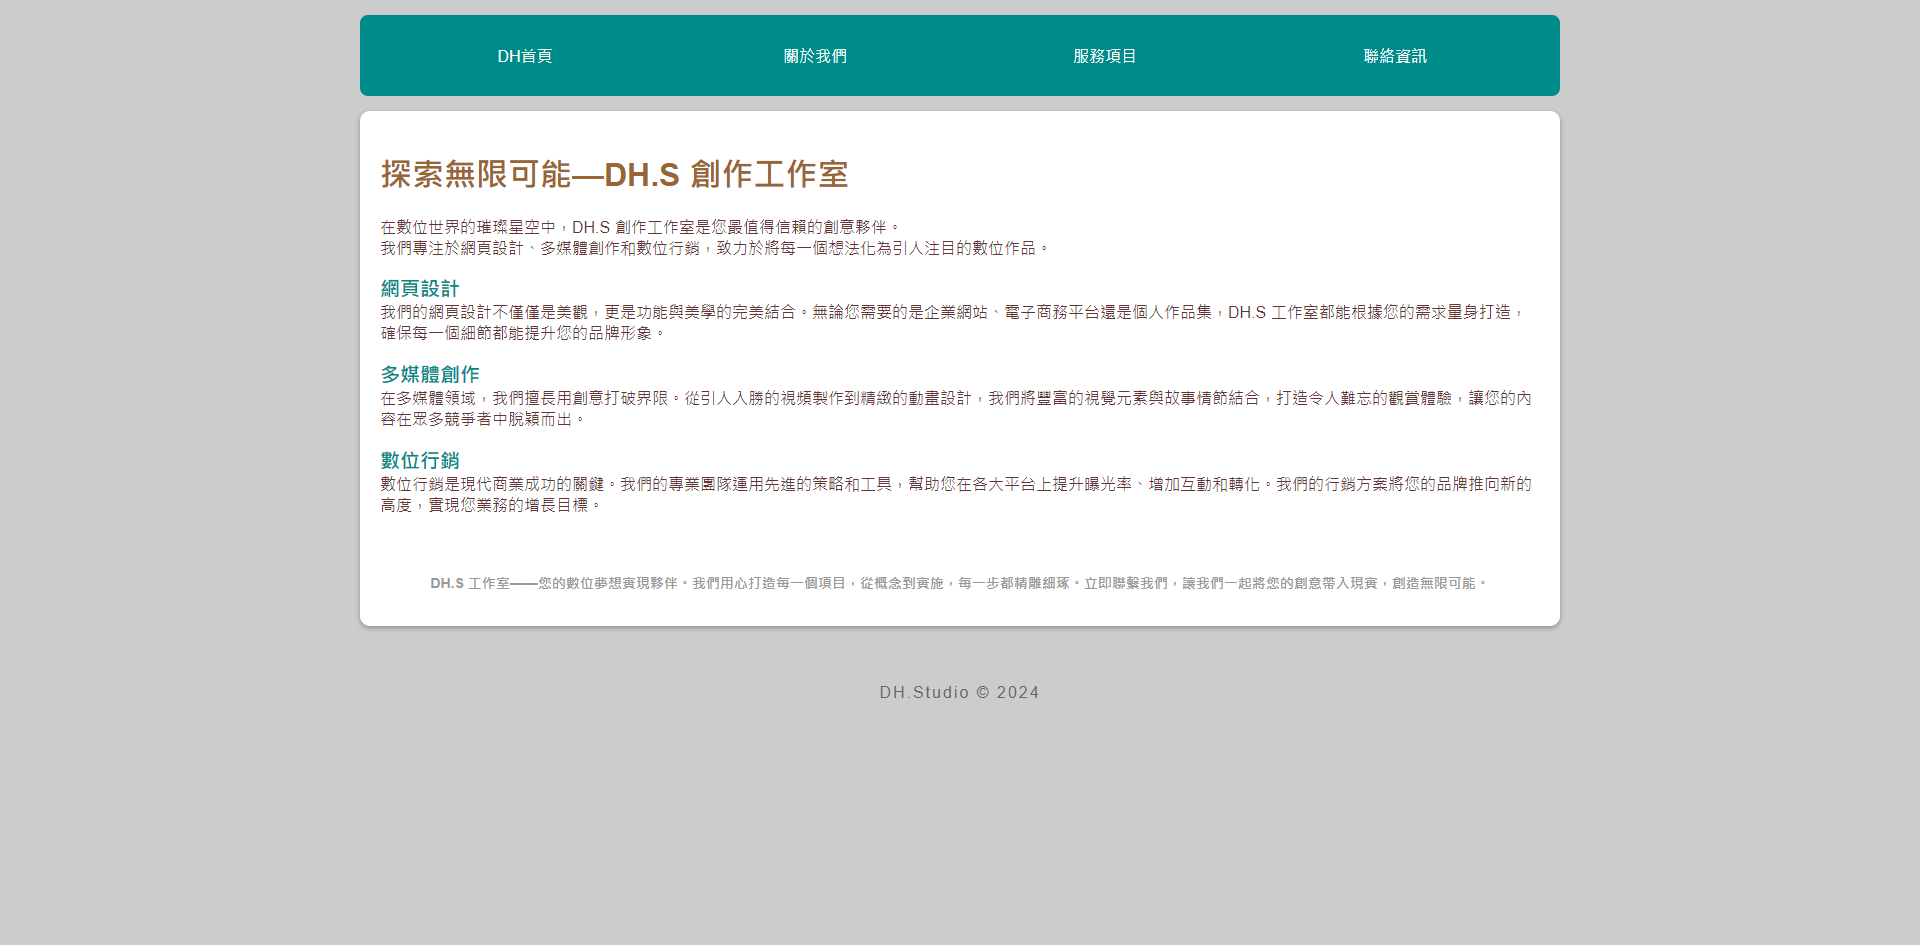 DH首頁
關於我們
服務項目
聯絡資訊
探索無限可能—DH.S 創作工作室
在數位世界的璀璨星空中，DH.S 創作工作室是您最值得信賴的創意夥伴。
我們專注於網頁設計、多媒體創作和數位行銷，致力於將每一個想法化為引人注目的數位作品。
網頁設計
我們的網頁設計不僅僅是美觀，更是功能與美學的完美結合。無論您需要的是企業網站、電子商務平台還是個人作品集，DH.S 工作室都能根據您的需求量身打造，
確保每一個細節都能提升您的品牌形象。
多媒體創作
在多媒體領域，我們擅長用創意打破界限。從引人入勝的視頻製作到精緻的動畫設計，我們將豐富的視覺元素與故事情節結合，打造令人難忘的觀賞體驗，讓您的內
容在眾多競爭者中脫穎而出。
數位行銷
數位行銷是現代商業成功的關鍵。我們的專業團隊運用先進的策略和工具，幫助您在各大平台上提升曝光率、增加互動和轉化。我們的行銷方案將您的品牌推向新的
高度，實現您業務的增長目標。
DH.S 工作室——您的數位夢想實現夥伴。我們用心打造每一個項目，從概念到實施，每一步都精雕細琢。立即聯繫我們，讓我們一起將您的創意帶入現實，創造無限可能。
DH.Studio © 2024